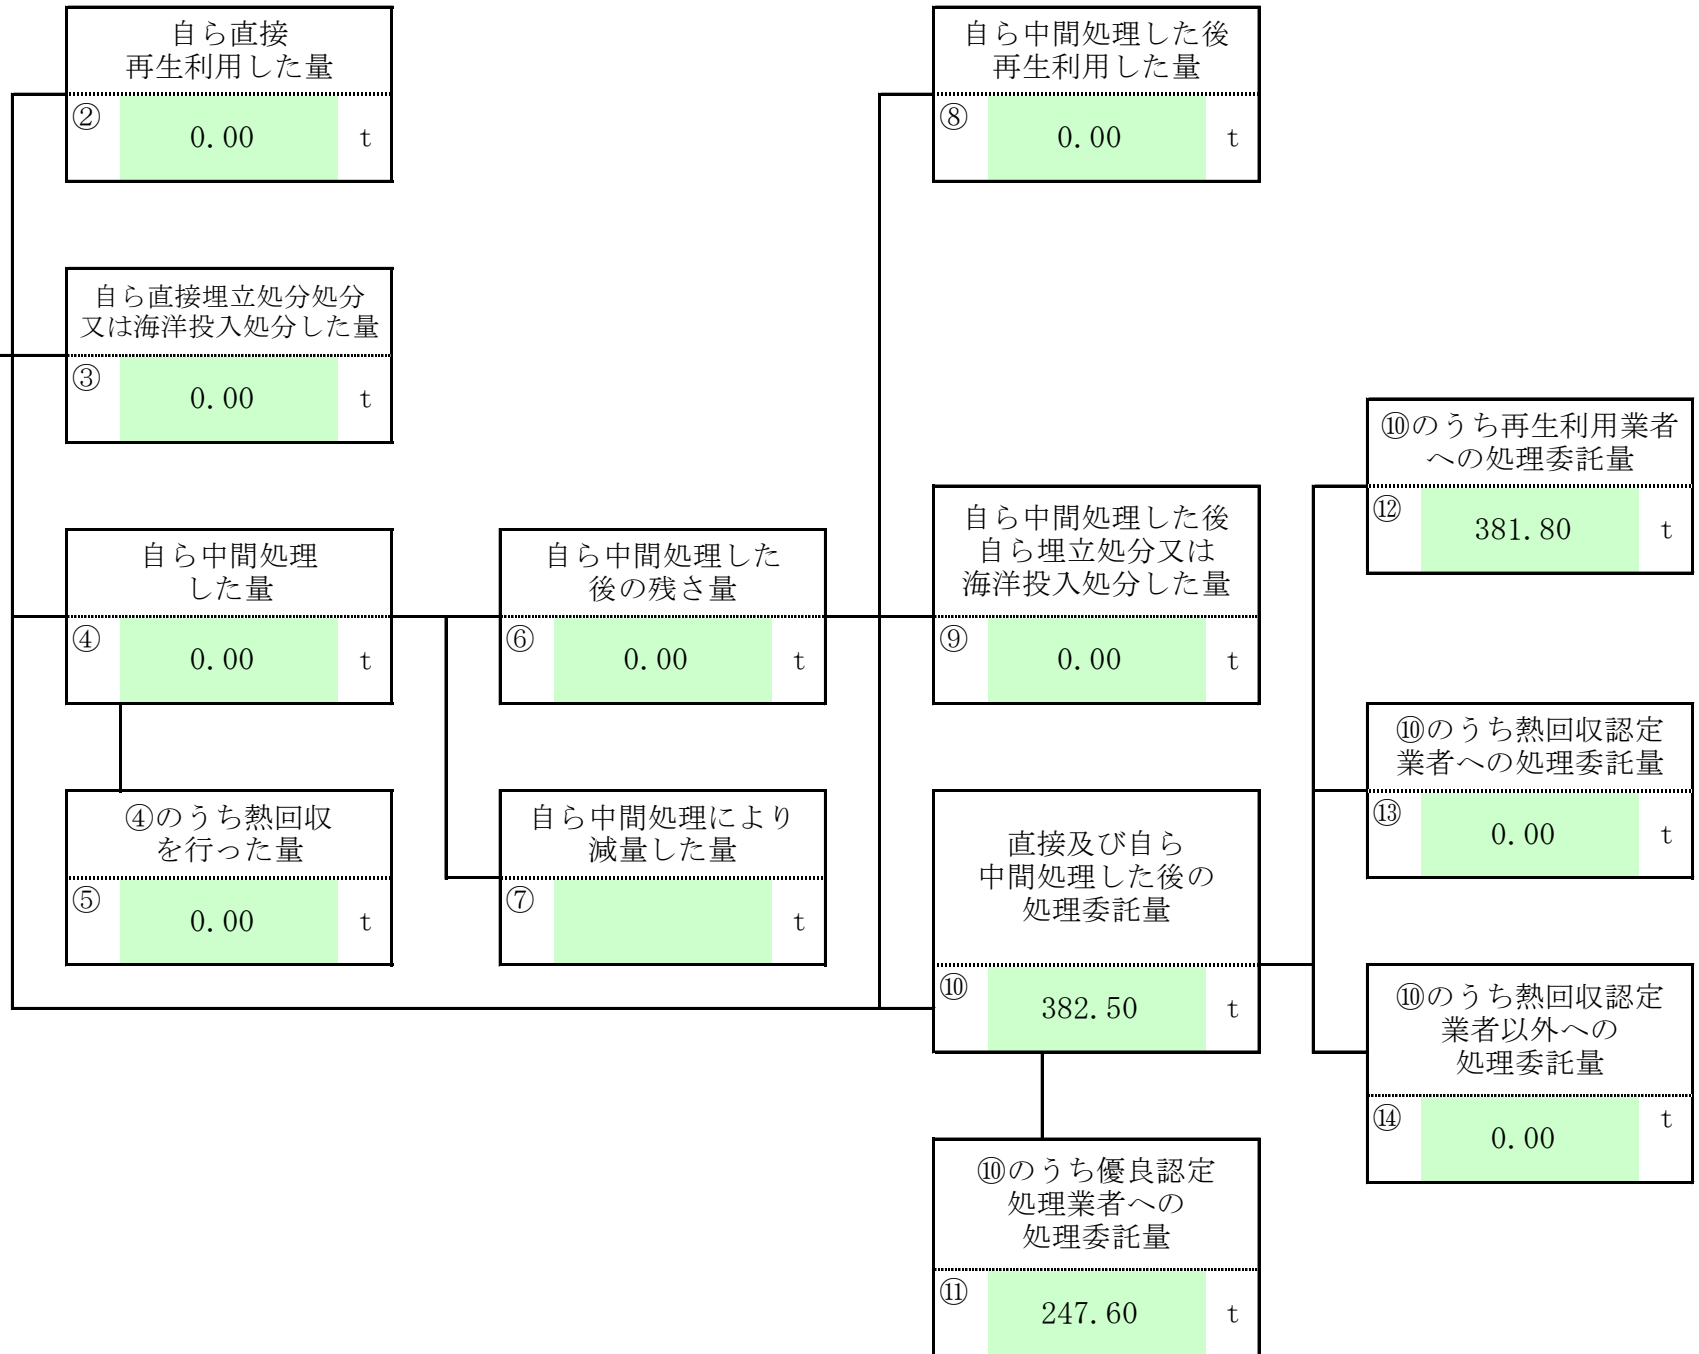 自ら直接
再生利用した量
② 0.00 t
自ら直接埋立処分処分
又は海洋投入処分した量
③ 0.00 t
自ら中間処理
した量
④ 0.00 t
④のうち熱回収
を行った量
⑤ 0.00 t
自ら中間処理した
後の残さ量
⑥ 0.00 t
自ら中間処理により
減量した量
⑦ t
自ら中間処理した後
再生利用した量
⑧ 0.00 t
自ら中間処理した後
自ら埋立処分又は
海洋投入処分した量
⑨ 0.00 t
直接及び自ら
中間処理した後の
処理委託量
⑩ 382.50 t
⑩のうち優良認定
処理業者への
処理委託量
⑪ 247.60 t
⑩のうち再生利用業者
への処理委託量
⑫ 381.80 t
⑩のうち熱回収認定
業者への処理委託量
⑬ 0.00 t
⑩のうち熱回収認定
業者以外への
処理委託量
⑭ 0.00 t